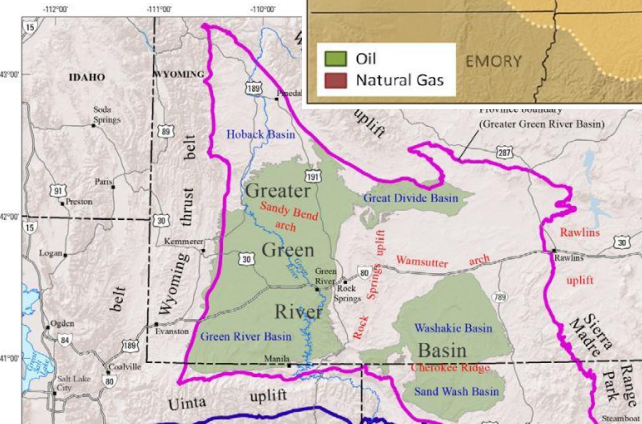 -112°00'
-111°00'
-110°00'
15
Oil
Natural Gas
EMORY
43°00'
IDAHO
WYOMING
Soda
Springs
189
Pineda
Province boundary
(Greater Green River Basin)
uplift
89
Hoback Basin
belt
287
91
Paris
Preston
191
Greater
Great Divide Basin
42°00'
15
30
thrust
Sandy Bend
arch
Rawlins
Logan
Kemmerer
Green
30
Wyoming
Springs uplift
Wamsutter arch
Rawlins
30
80
Green
River
Rock
Springs
uplift
belt
River
789
Ogden
84
Evanston
189
Green River Basin
Rock
Washakie Basin
Sierra
Madre
41°00'
Manila
Basin
Cherokee Ridge
Coalville
80
Salt Lake
City
Sand Wash Basin
Park
Range
Uinta uplift
Steamboat